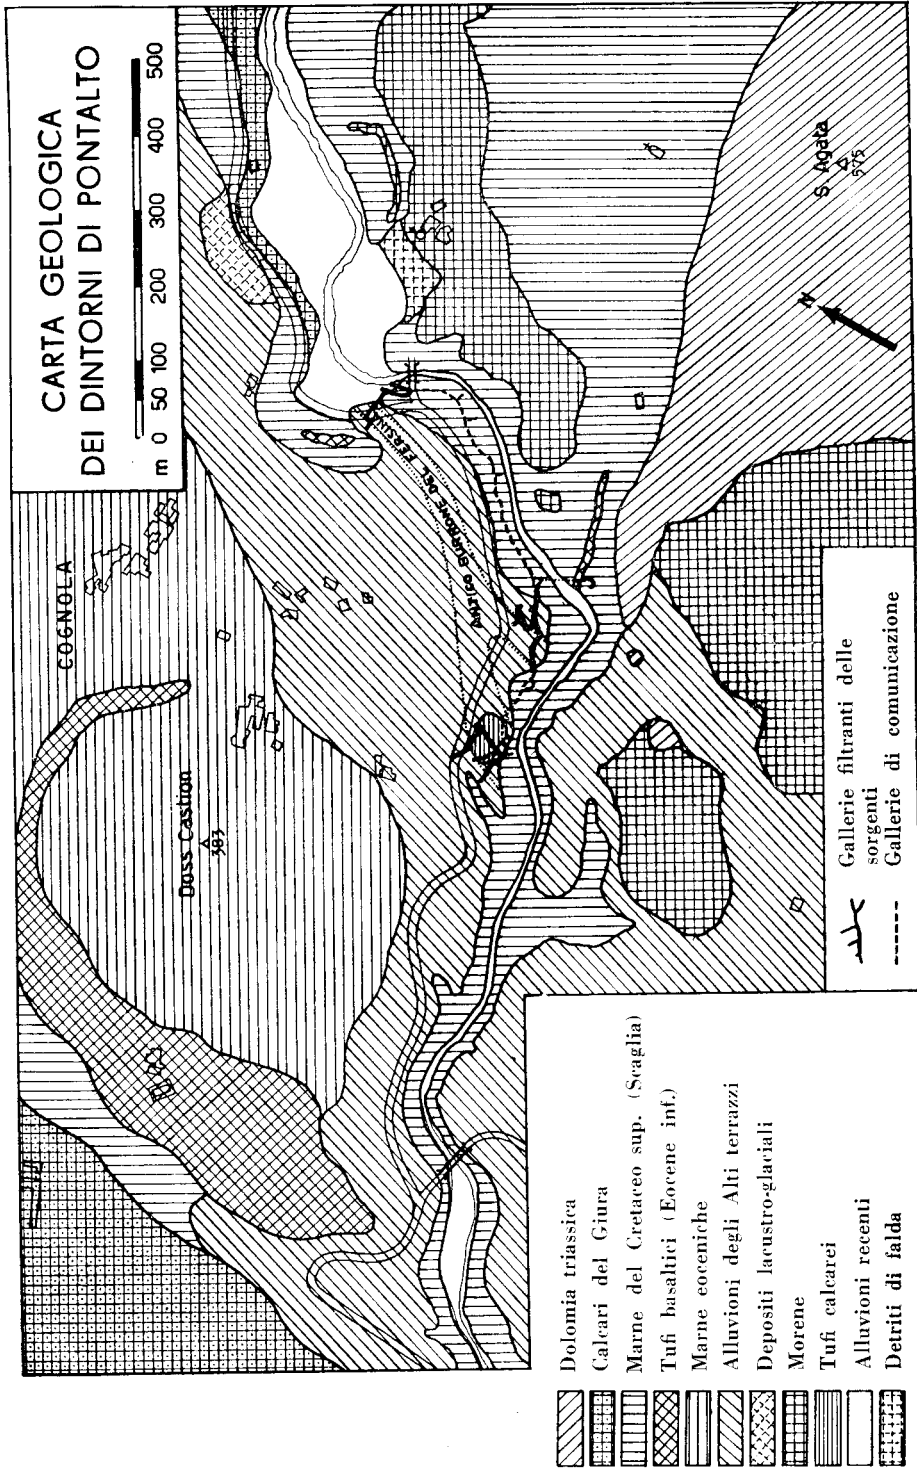 CARTA GEOLOGICA
DEI DINTORNI DI PONTALTO
m 0 50 100 200 300 400 500
COGNOLA
Doss Castion
383
ANTICO BURRONE DEL FERSINA
S Agata
575
N
Dolomia triassica
Calcari del Giura
Marne del Cretaceo sup. (Scaglia)
Tufi basaltici (Eocene inf.)
Marne eoceniche
Alluvioni degli Alti terrazzi
Depositi lacustro-glaciali
Morene
Tufi calcarei
Alluvioni recenti
Detriti di falda
Gallerie filtranti delle
sorgenti
Gallerie di comunicazione